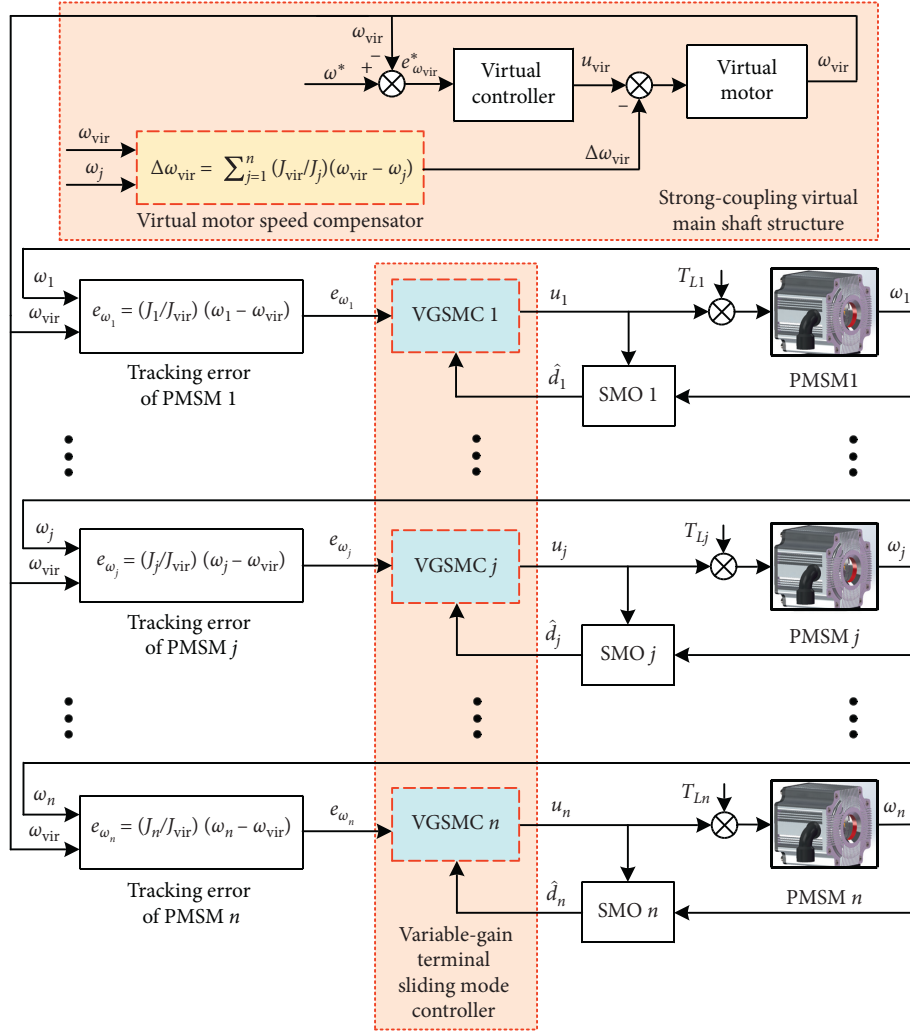 ω_vir
ω* + − e*_ω_vir Virtual controller u_vir − Virtual motor ω_vir
ω_vir
ω_j
Δω_vir = ∑_{j=1}^{n} (J_vir/J_j)(ω_vir − ω_j)
Δω_vir
Virtual motor speed compensator
Strong-coupling virtual
main shaft structure
ω_1
ω_vir
e_ω_1 = (J_1/J_vir) (ω_1 − ω_vir)
e_ω_1
VGSMC 1
u_1
T_L1
ω_1
Tracking error
of PMSM 1
d̂_1
SMO 1
PMSM1
ω_j
ω_vir
e_ω_j = (J_j/J_vir) (ω_j − ω_vir)
e_ω_j
VGSMC j
u_j
T_Lj
ω_j
Tracking error
of PMSM j
d̂_j
SMO j
PMSM j
ω_n
ω_vir
e_ω_n = (J_n/J_vir) (ω_n − ω_vir)
e_ω_n
VGSMC n
u_n
T_Ln
ω_n
Tracking error
of PMSM n
d̂_n
SMO n
PMSM n
Variable-gain
terminal
sliding mode
controller